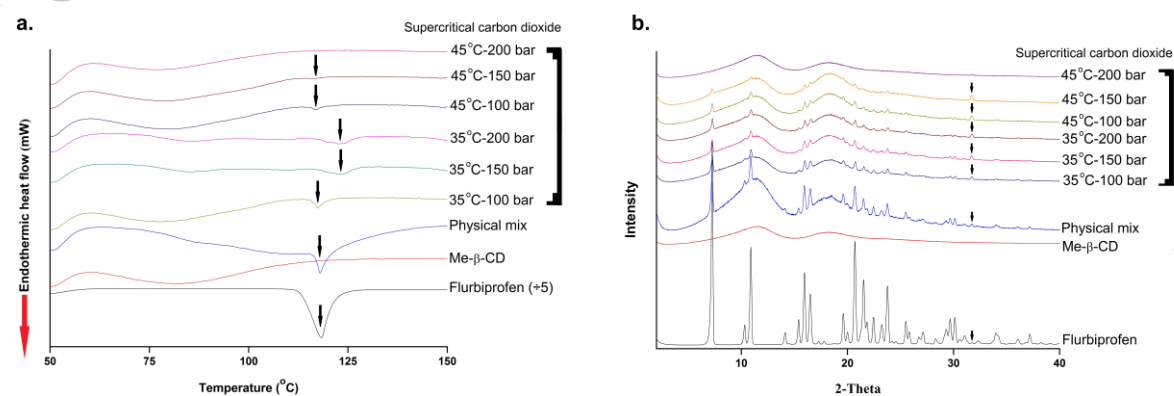 a.
Supercritical carbon dioxide
45°C-200 bar
45°C-150 bar
45°C-100 bar
35°C-200 bar
35°C-150 bar
35°C-100 bar
Physical mix
Me-β-CD
Flurbiprofen (÷5)
Endothermic heat flow (mW)
50
75
100
125
150
Temperature (°C)
b.
Supercritical carbon dioxide
45°C-200 bar
45°C-150 bar
45°C-100 bar
35°C-200 bar
35°C-150 bar
35°C-100 bar
Physical mix
Me-β-CD
Flurbiprofen
Intensity
10
20
30
40
2-Theta